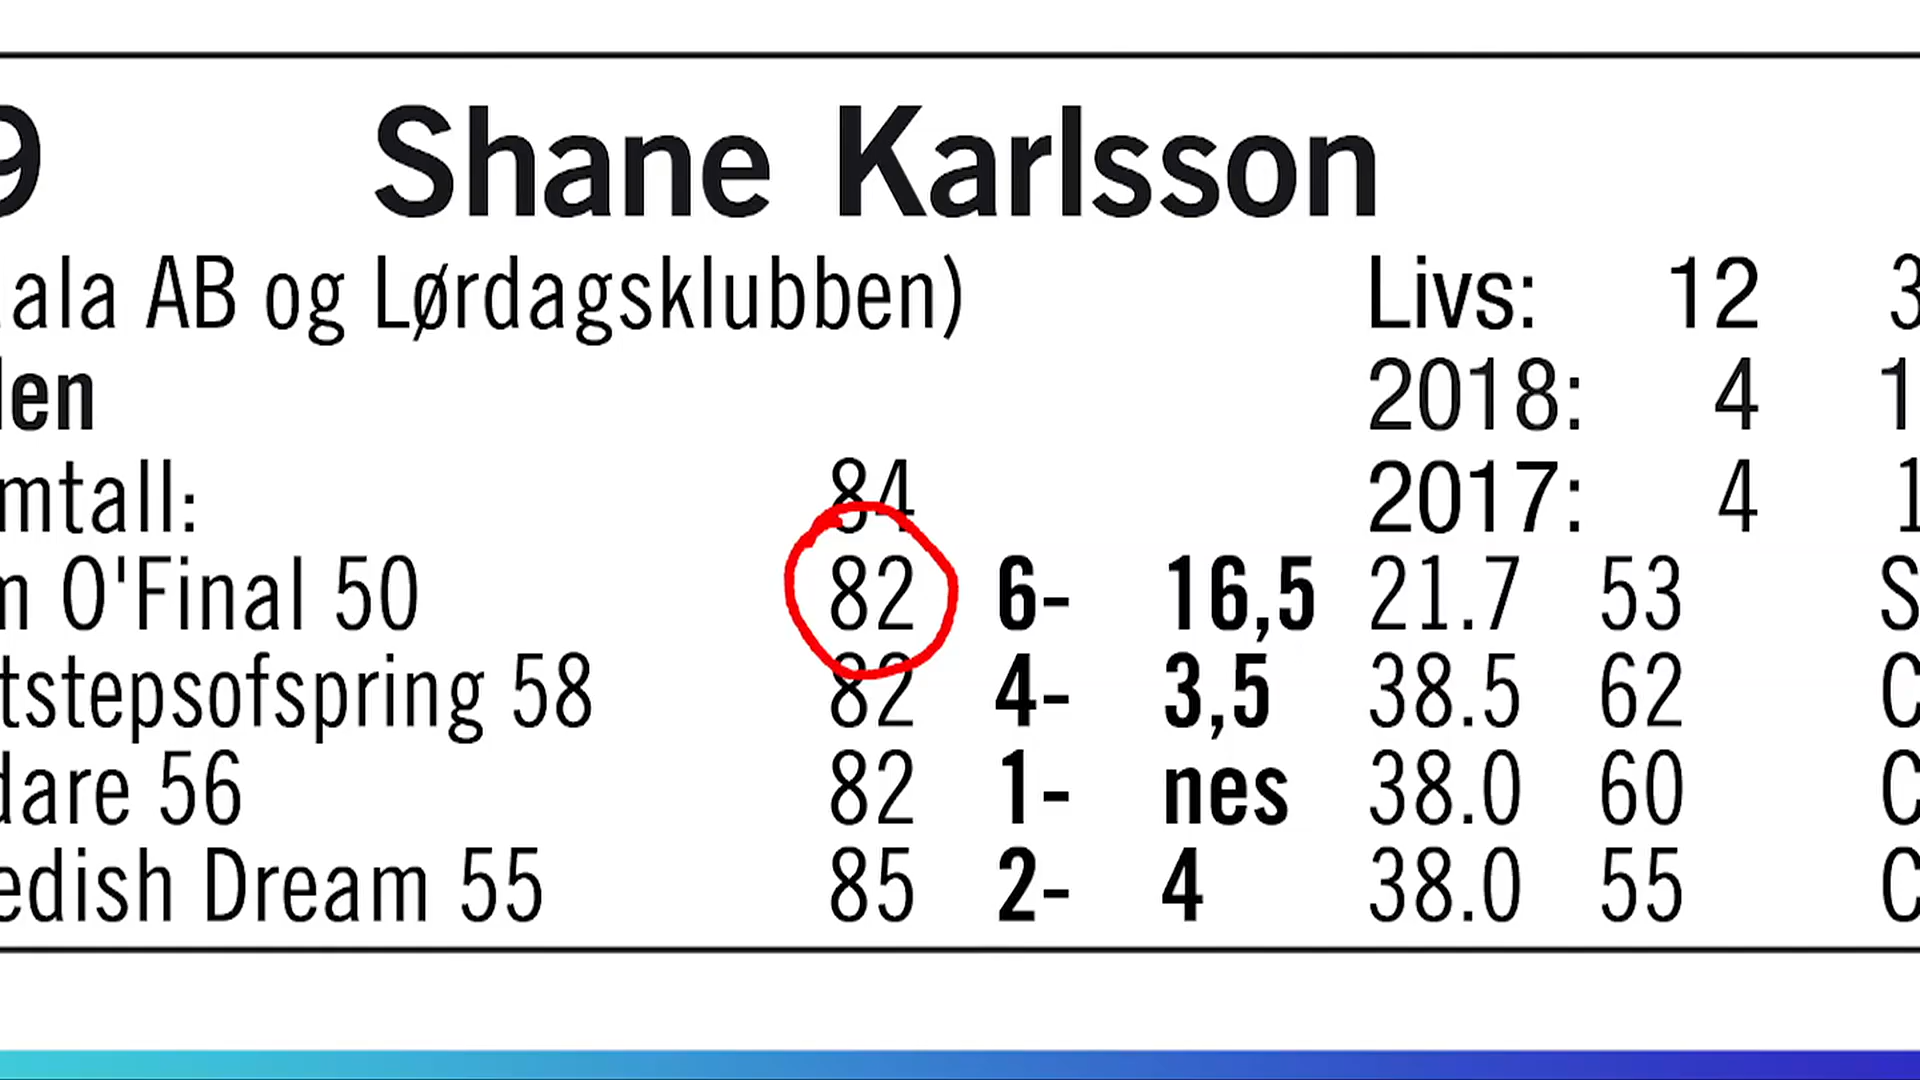 9 Shane Karlsson
ala AB og Lørdagsklubben) Livs: 12 3
den 2018: 4 1
mtall: 84 2017: 4 1
m O'Final 50 82 6- 16,5 21.7 53 S
tstepsofspring 58 82 4- 3,5 38.5 62 C
dare 56 82 1- nes 38.0 60 C
edish Dream 55 85 2- 4 38.0 55 C